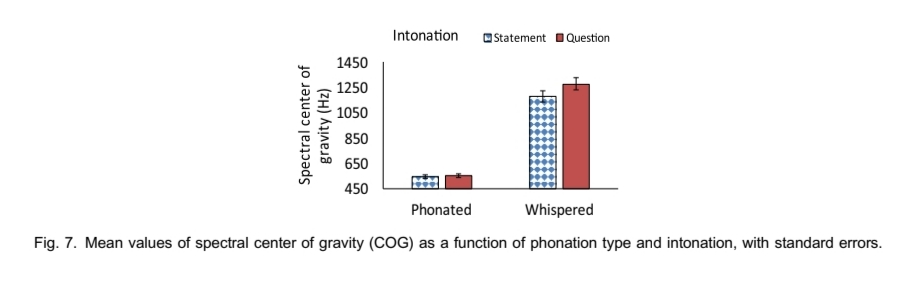 Intonation Statement Question
Spectral center of
gravity (Hz)
1450
1250
1050
850
650
450
Phonated Whispered
Fig. 7. Mean values of spectral center of gravity (COG) as a function of phonation type and intonation, with standard errors.